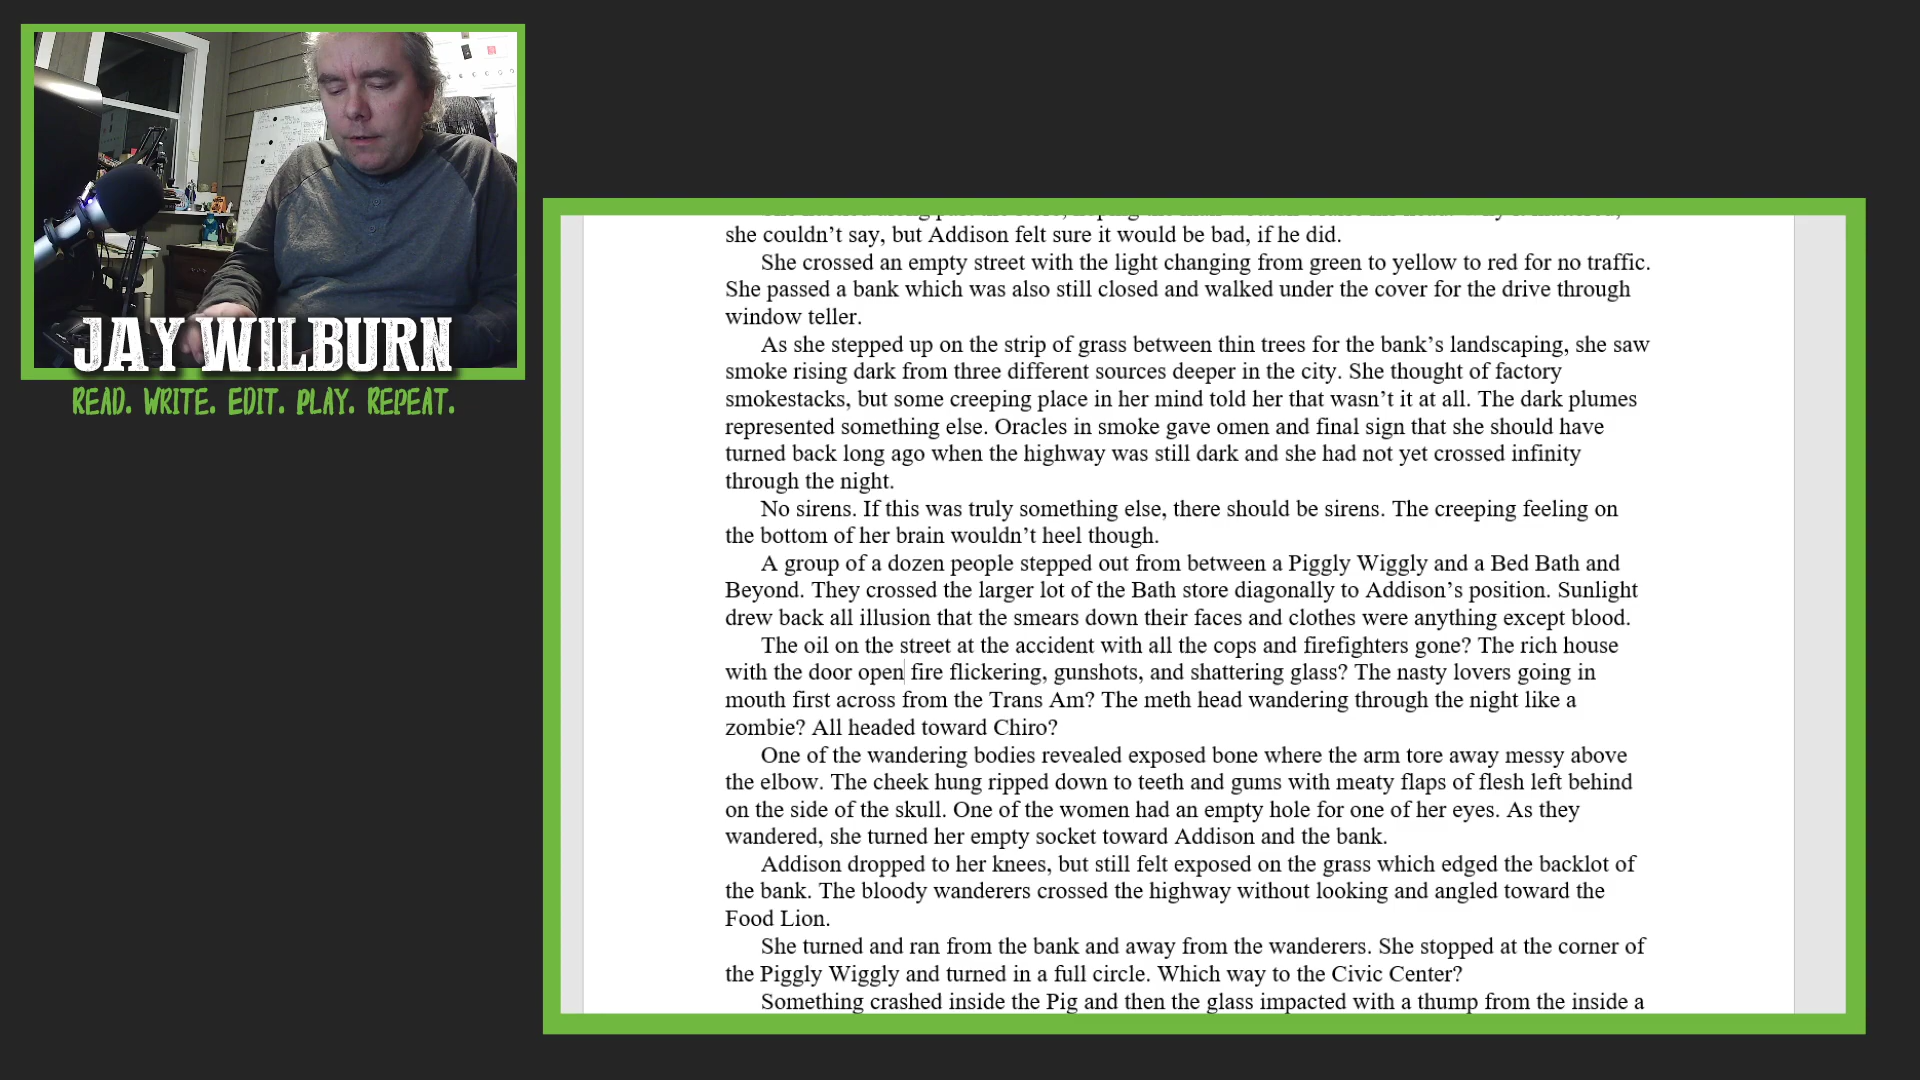 JAY WILBURN
READ. WRITE. EDIT. PLAY. REPEAT.
she couldn’t say, but Addison felt sure it would be bad, if he did.
She crossed an empty street with the light changing from green to yellow to red for no traffic.
She passed a bank which was also still closed and walked under the cover for the drive through
window teller.
As she stepped up on the strip of grass between thin trees for the bank’s landscaping, she saw
smoke rising dark from three different sources deeper in the city. She thought of factory
smokestacks, but some creeping place in her mind told her that wasn’t it at all. The dark plumes
represented something else. Oracles in smoke gave omen and final sign that she should have
turned back long ago when the highway was still dark and she had not yet crossed infinity
through the night.
No sirens. If this was truly something else, there should be sirens. The creeping feeling on
the bottom of her brain wouldn’t heel though.
A group of a dozen people stepped out from between a Piggly Wiggly and a Bed Bath and
Beyond. They crossed the larger lot of the Bath store diagonally to Addison’s position. Sunlight
drew back all illusion that the smears down their faces and clothes were anything except blood.
The oil on the street at the accident with all the cops and firefighters gone? The rich house
with the door open fire flickering, gunshots, and shattering glass? The nasty lovers going in
mouth first across from the Trans Am? The meth head wandering through the night like a
zombie? All headed toward Chiro?
One of the wandering bodies revealed exposed bone where the arm tore away messy above
the elbow. The cheek hung ripped down to teeth and gums with meaty flaps of flesh left behind
on the side of the skull. One of the women had an empty hole for one of her eyes. As they
wandered, she turned her empty socket toward Addison and the bank.
Addison dropped to her knees, but still felt exposed on the grass which edged the backlot of
the bank. The bloody wanderers crossed the highway without looking and angled toward the
Food Lion.
She turned and ran from the bank and away from the wanderers. She stopped at the corner of
the Piggly Wiggly and turned in a full circle. Which way to the Civic Center?
Something crashed inside the Pig and then the glass impacted with a thump from the inside a